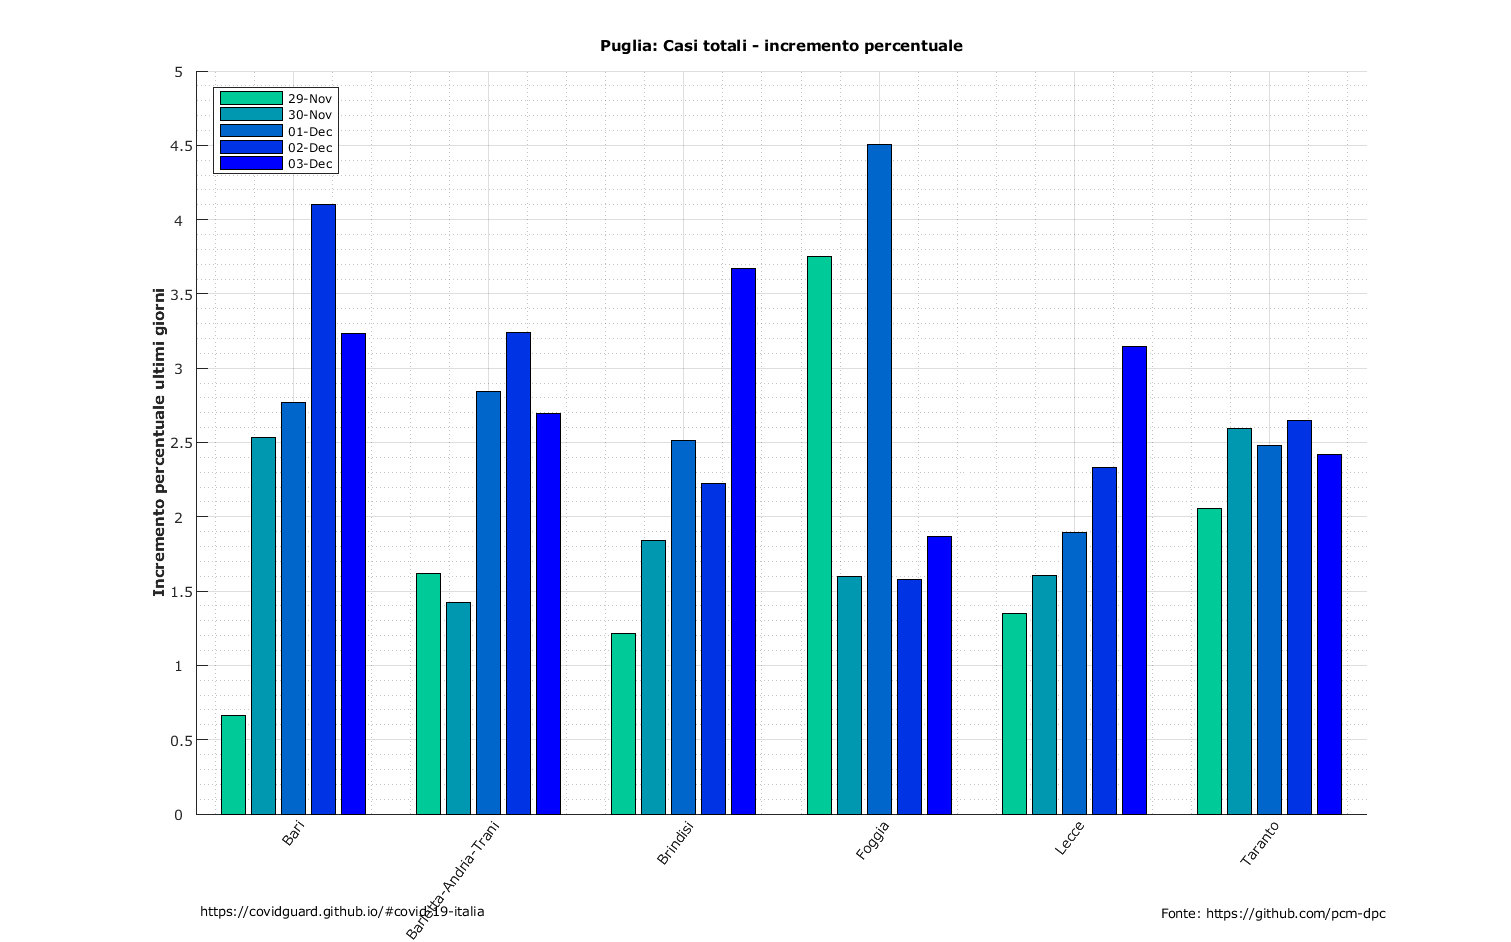 Puglia: Casi totali - incremento percentuale
Incremento percentuale ultimi giorni
5
4.5
4
3.5
3
2.5
2
1.5
1
0.5
0
29-Nov
30-Nov
01-Dec
02-Dec
03-Dec
Bari
Barletta-Andria-Trani
Brindisi
Foggia
Lecce
Taranto
https://covidguard.github.io/#covid-19-italia
Fonte: https://github.com/pcm-dpc